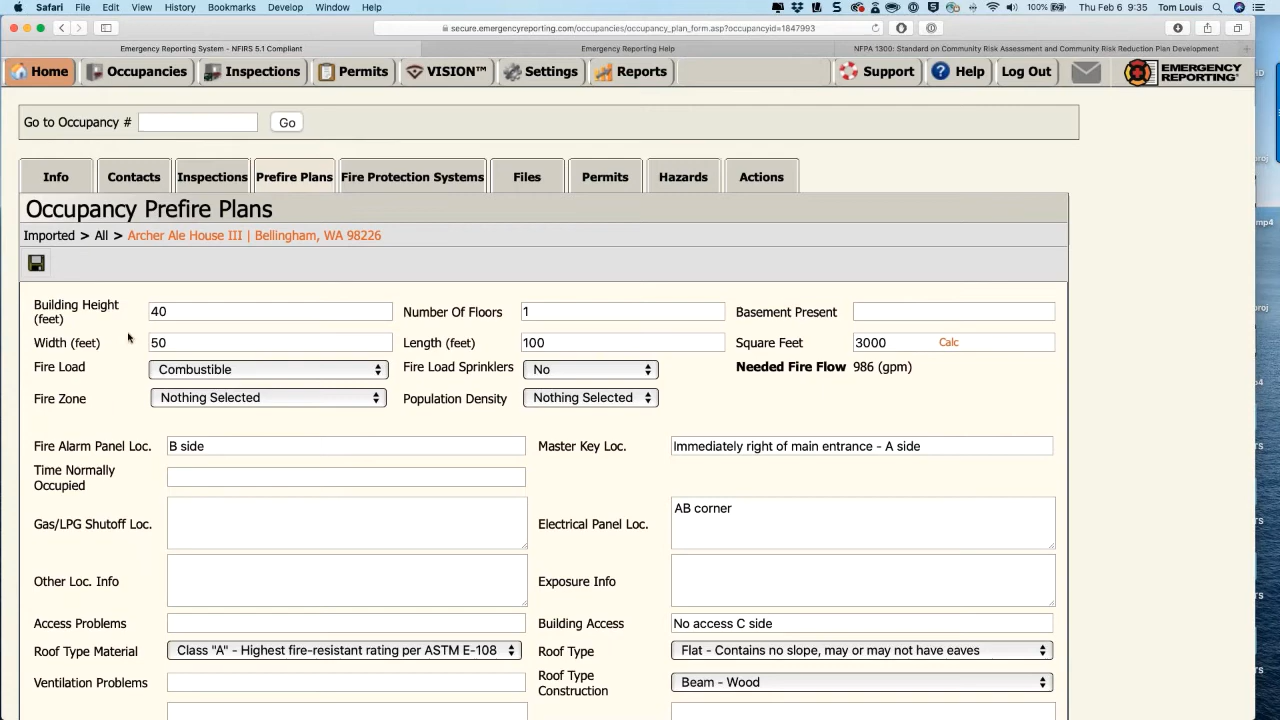 Safari File Edit View History Bookmarks Develop Window Help
100% Thu Feb 6 9:35 Tom Louis
secure.emergencyreporting.com/occupancies/occupancy_plan_form.asp?occupancyid=1847993
Emergency Reporting System - NFIRS 5.1 Compliant
Emergency Reporting Help
NFPA 1300: Standard on Community Risk Assessment and Community Risk Reduction Plan Development
Home Occupancies Inspections Permits VISION™ Settings Reports Support Help Log Out EMERGENCY REPORTING®
Go to Occupancy # Go
Info Contacts Inspections Prefire Plans Fire Protection Systems Files Permits Hazards Actions
Occupancy Prefire Plans
Imported > All > Archer Ale House III | Bellingham, WA 98226
Building Height (feet) 40 Number Of Floors 1 Basement Present
Width (feet) 50 Length (feet) 100 Square Feet 3000 Calc
Fire Load Combustible Fire Load Sprinklers No Needed Fire Flow 986 (gpm)
Fire Zone Nothing Selected Population Density Nothing Selected
Fire Alarm Panel Loc. B side Master Key Loc. Immediately right of main entrance - A side
Time Normally Occupied
Gas/LPG Shutoff Loc. Electrical Panel Loc. AB corner
Other Loc. Info Exposure Info
Access Problems Building Access No access C side
Roof Type Material Class "A" - Highest fire-resistant rating per ASTM E-108 Roof Type Flat - Contains no slope, may or may not have eaves
Ventilation Problems Roof Type Construction Beam - Wood